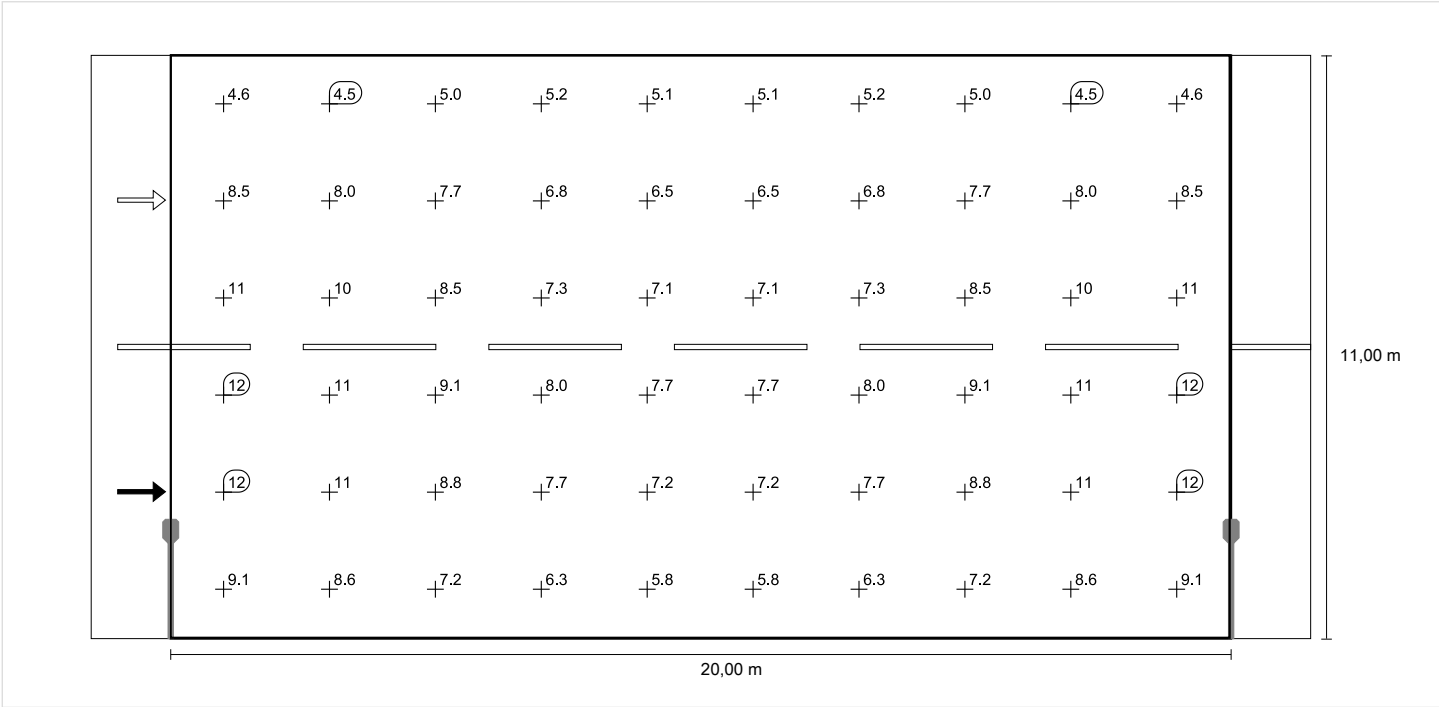 4.6 4.5 5.0 5.2 5.1 5.1 5.2 5.0 4.5 4.6
8.5 8.0 7.7 6.8 6.5 6.5 6.8 7.7 8.0 8.5
11 10 8.5 7.3 7.1 7.1 7.3 8.5 10 11
11,00 m
12 11 9.1 8.0 7.7 7.7 8.0 9.1 11 12
12 11 8.8 7.7 7.2 7.2 7.7 8.8 11 12
9.1 8.6 7.2 6.3 5.8 5.8 6.3 7.2 8.6 9.1
20,00 m